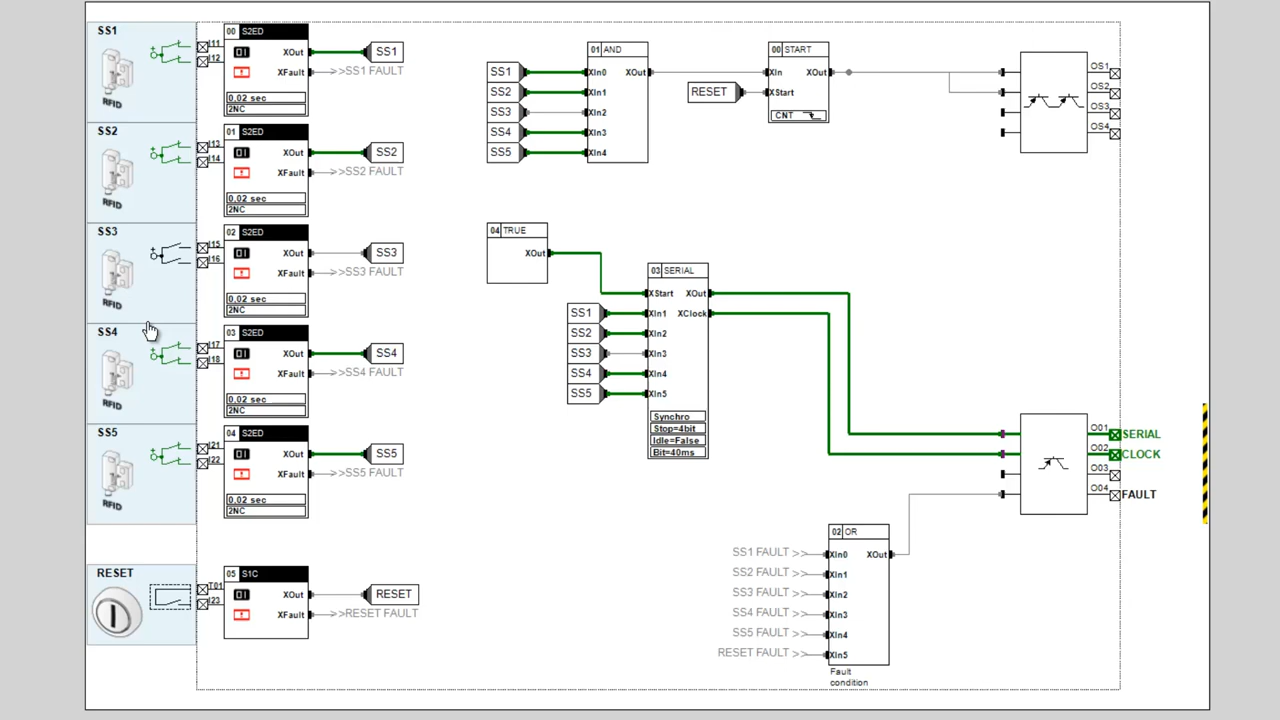 SS1
RFID
I11
I12
00 S2ED
XOut
XFault
0,02 sec
2NC
SS1
>>SS1 FAULT
SS2
RFID
I13
I14
01 S2ED
XOut
XFault
0,02 sec
2NC
SS2
>>SS2 FAULT
SS3
RFID
I15
I16
02 S2ED
XOut
XFault
0,02 sec
2NC
SS3
>>SS3 FAULT
SS4
RFID
I17
I18
03 S2ED
XOut
XFault
0,02 sec
2NC
SS4
>>SS4 FAULT
SS5
RFID
I21
I22
04 S2ED
XOut
XFault
0,02 sec
2NC
SS5
>>SS5 FAULT
RESET
T01
I23
05 S1C
XOut
XFault
RESET
>>RESET FAULT
01 AND
SS1 XIn0 XOut
SS2 XIn1
SS3 XIn2
SS4 XIn3
SS5 XIn4
00 START
XIn XOut
RESET XStart
CNT
OS1
OS2
OS3
OS4
04 TRUE
XOut
03 SERIAL
XStart XOut
SS1 XIn1 XClock
SS2 XIn2
SS3 XIn3
SS4 XIn4
SS5 XIn5
Synchro
Stop=4bit
Idle=False
Bit=40ms
O01 SERIAL
O02 CLOCK
O03
O04 FAULT
02 OR
SS1 FAULT >> XIn0 XOut
SS2 FAULT >> XIn1
SS3 FAULT >> XIn2
SS4 FAULT >> XIn3
SS5 FAULT >> XIn4
RESET FAULT >> XIn5
Fault
condition